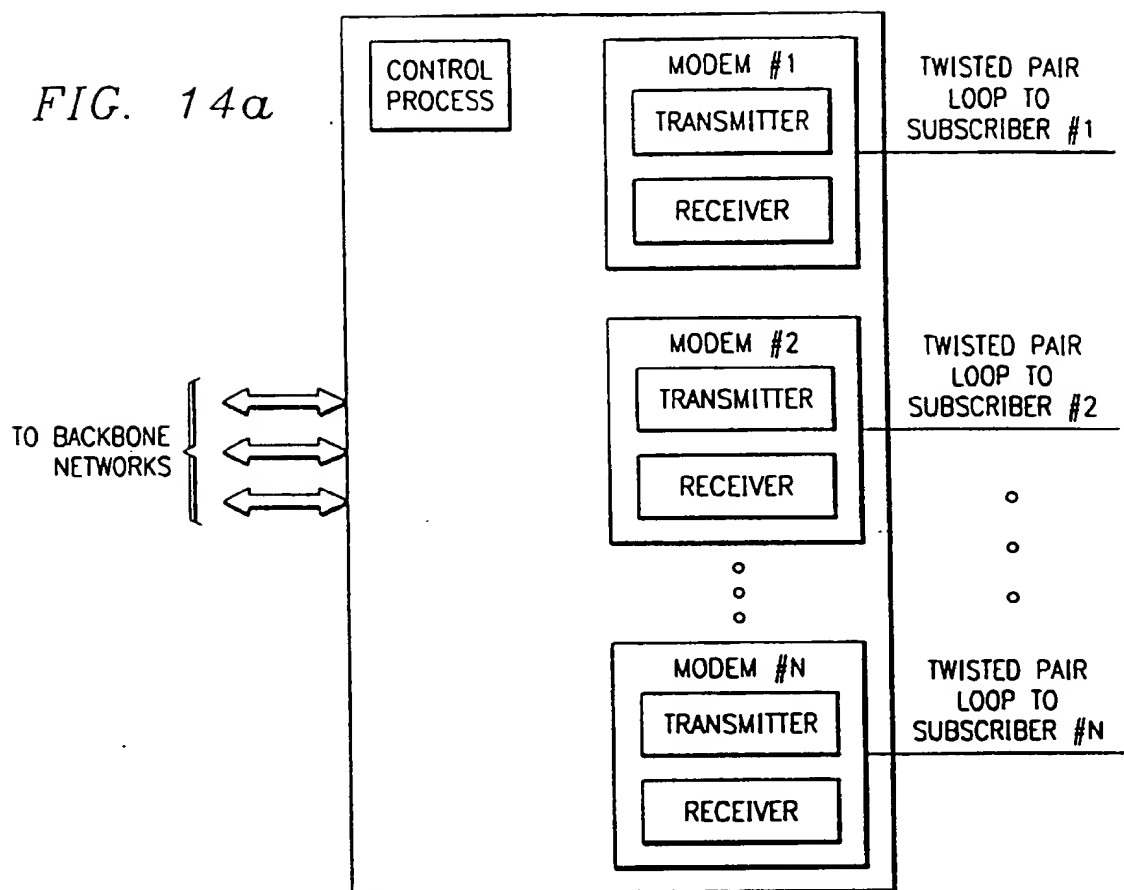 FIG. 14a
CONTROL
PROCESS
MODEM #1
TRANSMITTER
RECEIVER
TWISTED PAIR
LOOP TO
SUBSCRIBER #1
MODEM #2
TRANSMITTER
RECEIVER
TWISTED PAIR
LOOP TO
SUBSCRIBER #2
TO BACKBONE
NETWORKS
MODEM #N
TRANSMITTER
RECEIVER
TWISTED PAIR
LOOP TO
SUBSCRIBER #N